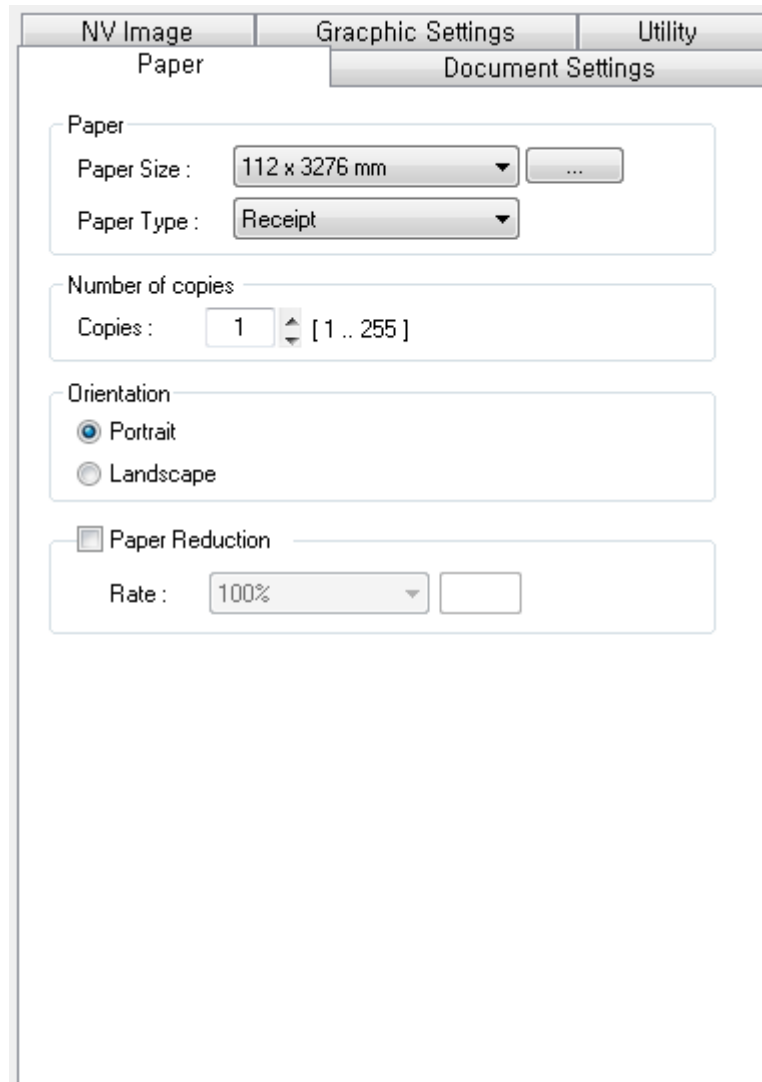 NV Image Gracphic Settings Utility
Paper Document Settings
Paper
Paper Size : 112 x 3276 mm ...
Paper Type : Receipt
Number of copies
Copies : 1 [ 1 .. 255 ]
Orientation
Portrait
Landscape
Paper Reduction
Rate : 100%